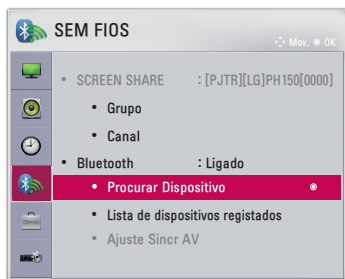 SEM FIOS
Mov. OK
• SCREEN SHARE : [PJTR][LG]PH150[0000]
• Grupo
• Canal
• Bluetooth : Ligado
• Procurar Dispositivo
• Lista de dispositivos registados
• Ajuste Sincr AV